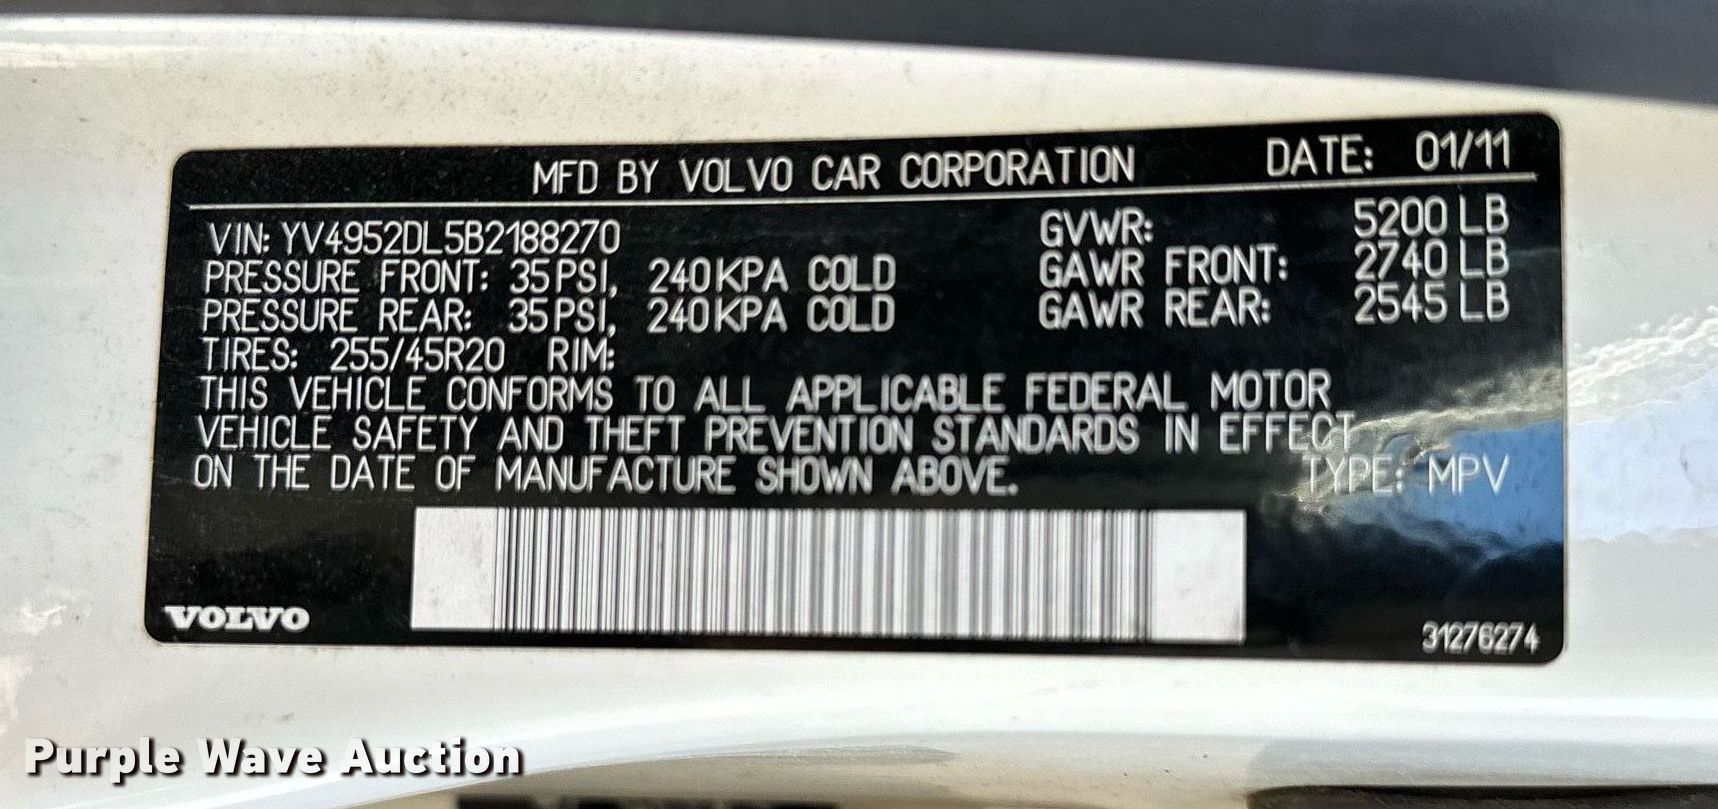 MFD BY VOLVO CAR CORPORATION DATE: 01/11
VIN: YV4952DL5B2188270 GVWR: 5200 LB
PRESSURE FRONT: 35 PSI, 240 KPA COLD GAWR FRONT: 2740 LB
PRESSURE REAR: 35 PSI, 240 KPA COLD GAWR REAR: 2545 LB
TIRES: 255/45R20 RIM:
THIS VEHICLE CONFORMS TO ALL APPLICABLE FEDERAL MOTOR
VEHICLE SAFETY AND THEFT PREVENTION STANDARDS IN EFFECT
ON THE DATE OF MANUFACTURE SHOWN ABOVE. TYPE: MPV
VOLVO 31276274
Purple Wave Auction